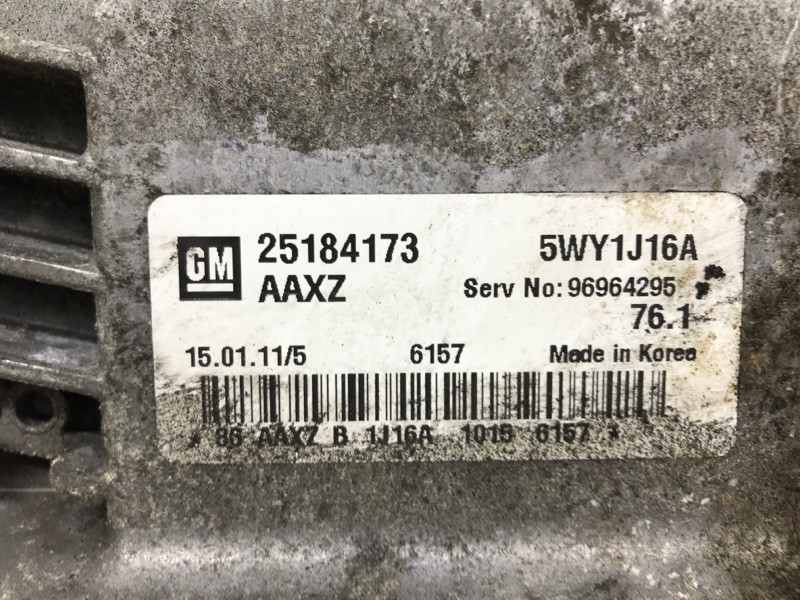 GM 25184173 5WY1J16A
AAXZ Serv No: 96964295
76.1
15.01.11/5 6157 Made in Korea
* 86 AAXZ B 1J16A 1015 6157 *